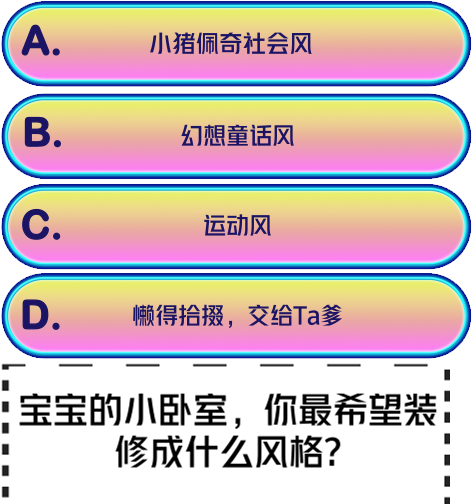 A. 小猪佩奇社会风
B. 幻想童话风
C. 运动风
D. 懒得拾掇，交给Ta爹
宝宝的小卧室，你最希望装
修成什么风格？